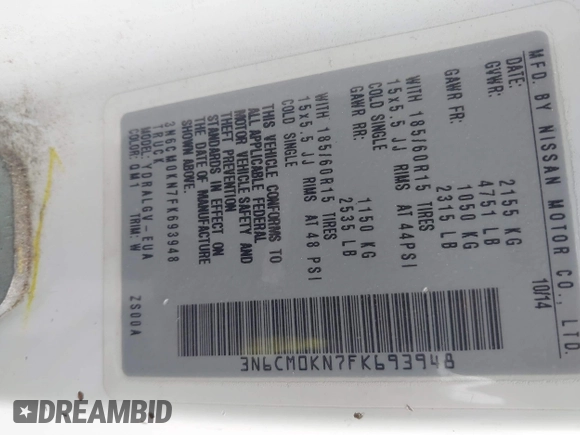 MFD. BY NISSAN MOTOR CO., LTD.
DATE: 10/14
GVWR: 2155 KG
4751 LB
GAWR FR: 1050 KG
2315 LB
WITH 185/60R15 TIRES
15x5.5 JJ RIMS AT 44PSI
COLD SINGLE
GAWR RR: 1150 KG
2535 LB
WITH 185/60R15 TIRES
15x5.5 JJ RIMS AT 48 PSI
COLD SINGLE
THIS VEHICLE CONFORMS TO
ALL APPLICABLE FEDERAL
MOTOR VEHICLE SAFETY AND
THEFT PREVENTION
STANDARDS IN EFFECT ON
THE DATE OF MANUFACTURE
SHOWN ABOVE.
3N6CM0KN7FK693948
TRUCK
MODEL: VDRALGV-EUA
COLOR: QM1 TRIM: W
ZS00A
3N6CM0KN7FK693948
DREAMBID
.com.ua